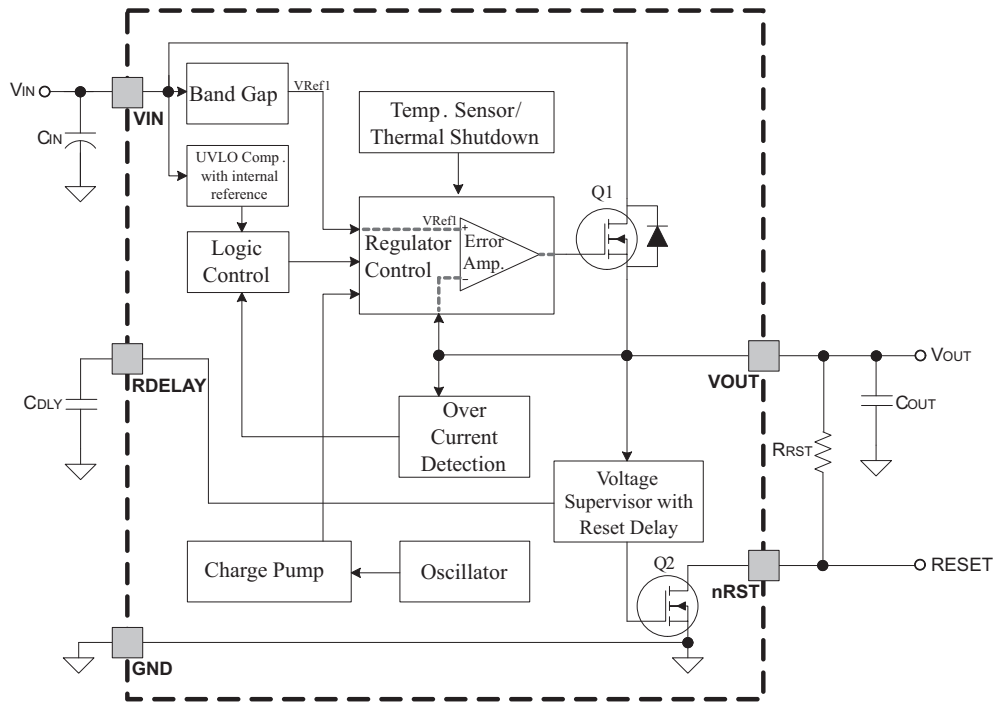 VIN
CIN
VIN
Band Gap
VRef1
Temp. Sensor/
Thermal Shutdown
UVLO Comp.
with internal
reference
Logic
Control
VRef1
Regulator
Control
+
Error
Amp.
−
Q1
RDELAY
CDLY
VOUT
VOUT
COUT
RRST
Over
Current
Detection
Voltage
Supervisor with
Reset Delay
Charge Pump
Oscillator
Q2
nRST
RESET
GND